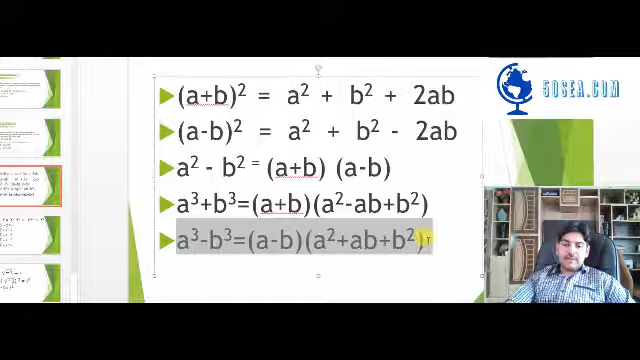 50SEA.COM
(a+b)² = a² + b² + 2ab
(a-b)² = a² + b² - 2ab
a² - b² = (a+b) (a-b)
a³+b³=(a+b)(a²-ab+b²)
a³-b³=(a-b)(a²+ab+b²)